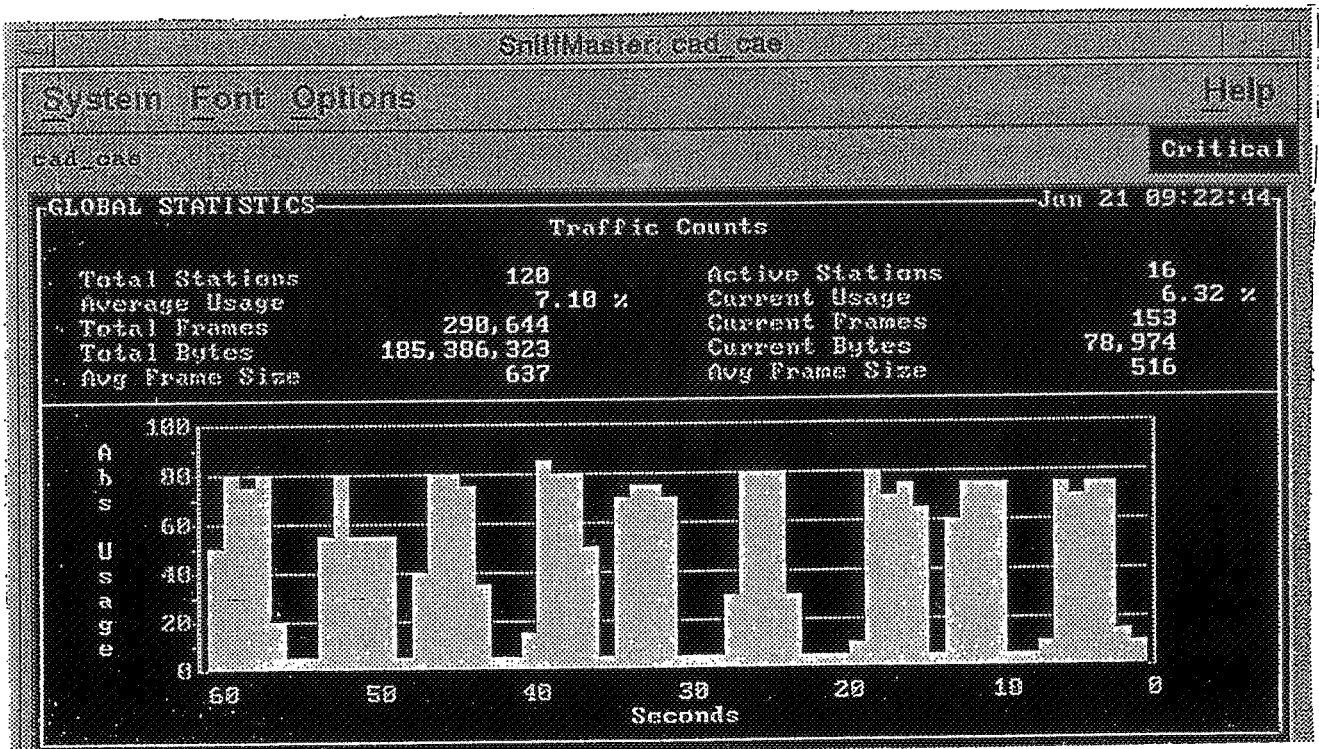 SniffMaster: cad_cae
System Font Options Help
cad_cae
Critical
GLOBAL STATISTICS Jun 21 09:22:44
Traffic Counts
Total Stations 120 Active Stations 16
Average Usage 7.10 % Current Usage 6.32 %
Total Frames 290,644 Current Frames 153
Total Bytes 185,386,323 Current Bytes 78,974
Avg Frame Size 637 Avg Frame Size 516
100
80
60
40
20
0
Abs Usage
60 50 40 30 20 10 0
Seconds